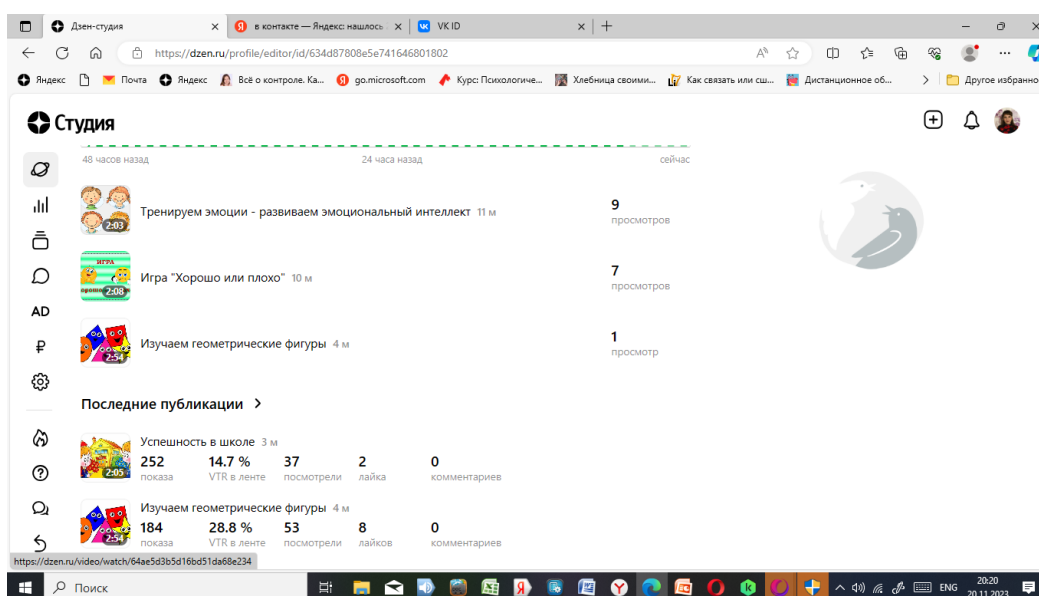 Дзен-студия
в контакте — Яндекс: нашлось
VK ID
https://dzen.ru/profile/editor/id/634d87808e5e741646801802
Яндекс
Почта
Яндекс
Всё о контроле. Ка...
go.microsoft.com
Курс: Психологиче...
Хлебница своими...
Как связать или сш...
Дистанционное об...
Другое избранно
Студия
48 часов назад
24 часа назад
сейчас
2:03
Тренируем эмоции - развиваем эмоциональный интеллект 11 м
9
просмотров
ИГРА
2:08
Игра "Хорошо или плохо" 10 м
7
просмотров
AD
2:54
Изучаем геометрические фигуры 4 м
1
просмотр
Последние публикации >
2:05
Успешность в школе 3 м
252 14.7 % 37 2 0
показа VTR в ленте посмотрели лайка комментариев
2:54
Изучаем геометрические фигуры 4 м
184 28.8 % 53 8 0
показа VTR в ленте посмотрели лайков комментариев
https://dzen.ru/video/watch/64ae5d3b5d16bd51da68e234
Поиск
ENG
20:20
20.11.2023